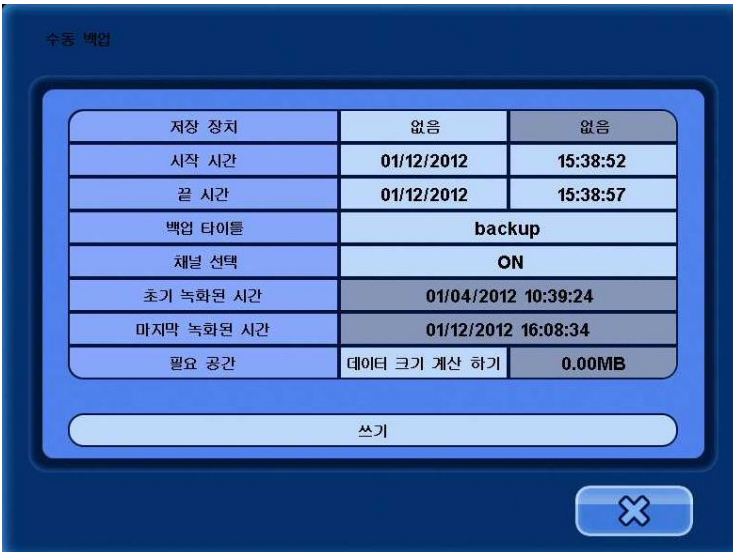 수동 백업
저장 장치 없음 없음
시작 시간 01/12/2012 15:38:52
끝 시간 01/12/2012 15:38:57
백업 타이틀 backup
채널 선택 ON
초기 녹화된 시간 01/04/2012 10:39:24
마지막 녹화된 시간 01/12/2012 16:08:34
필요 공간 데이터 크기 계산 하기 0.00MB
쓰기